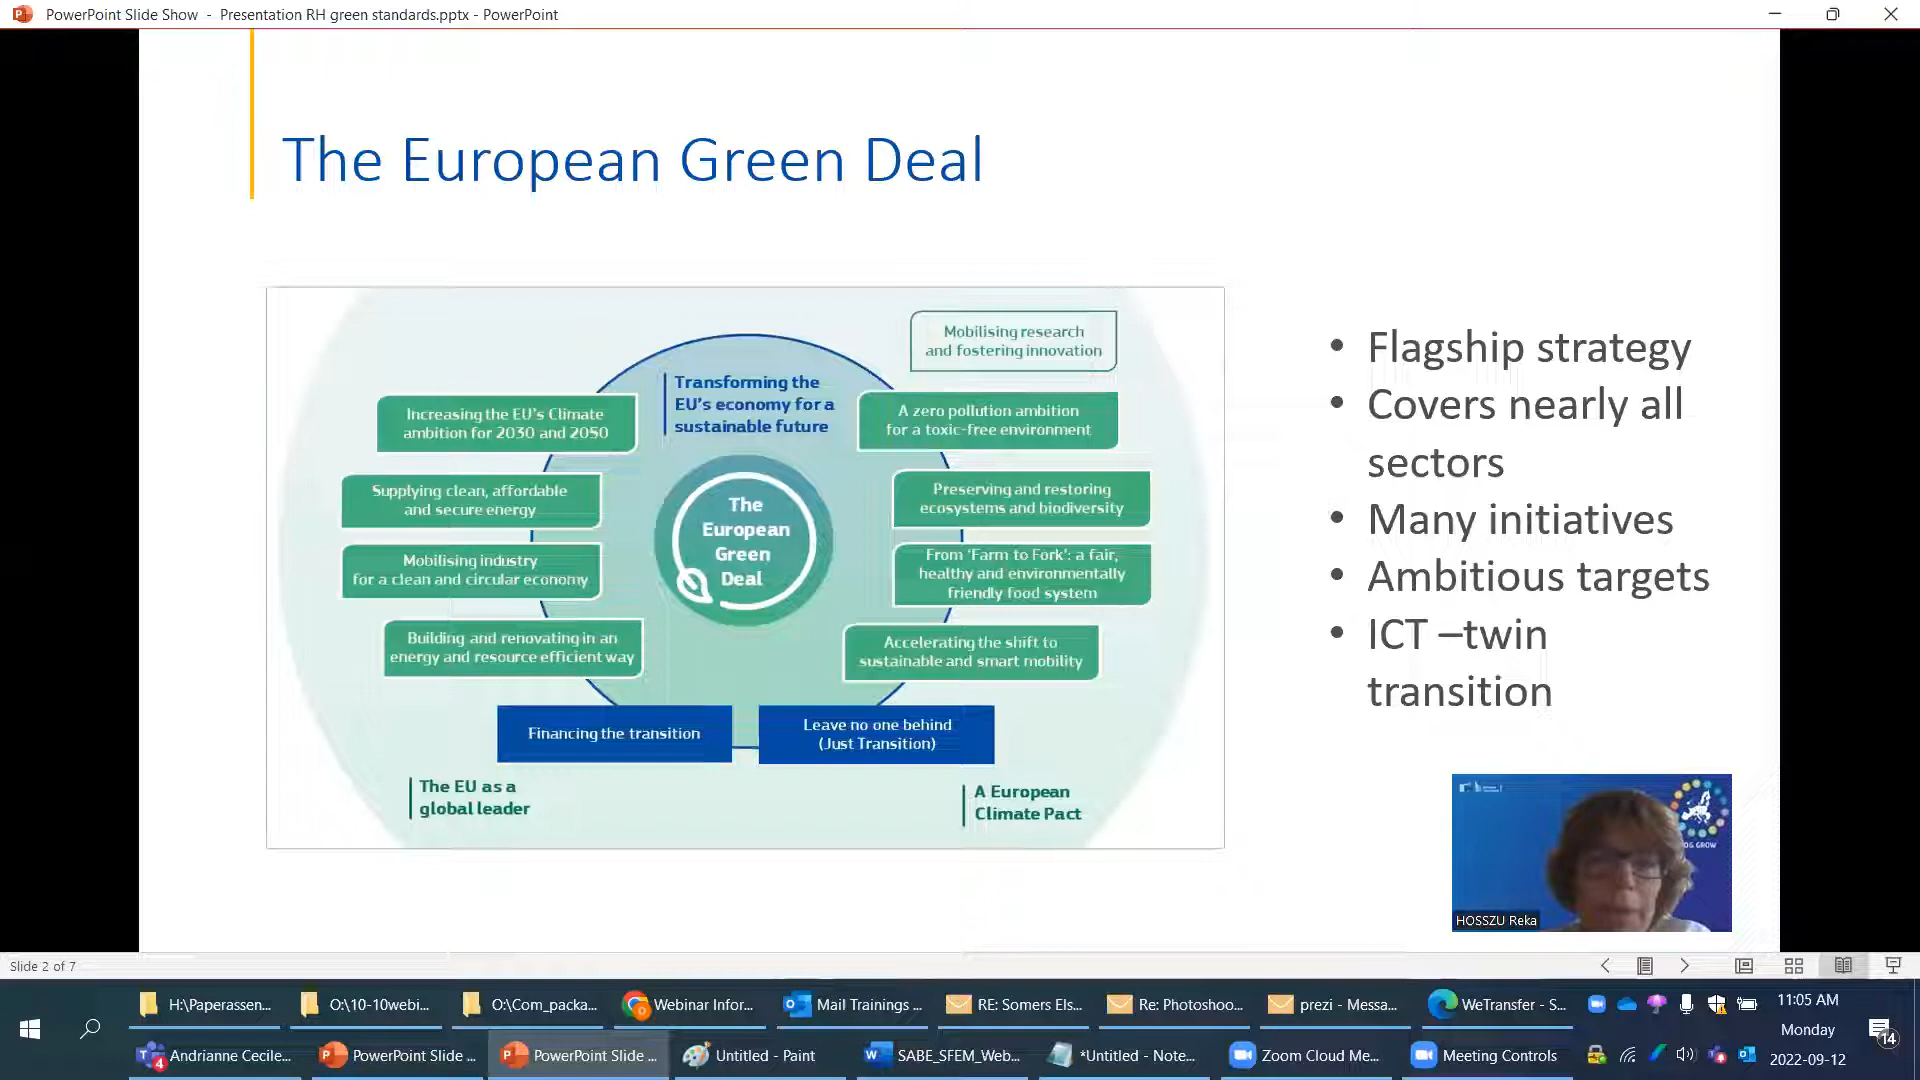 PowerPoint Slide Show - Presentation RH green standards.pptx - PowerPoint
The European Green Deal
Mobilising research
and fostering innovation
Transforming the
EU's economy for a
sustainable future
Increasing the EU's Climate
ambition for 2030 and 2050
A zero pollution ambition
for a toxic-free environment
Supplying clean, affordable
and secure energy
Preserving and restoring
ecosystems and biodiversity
The
European
Green
Deal
Mobilising industry
for a clean and circular economy
From 'Farm to Fork': a fair,
healthy and environmentally
friendly food system
Building and renovating in an
energy and resource efficient way
Accelerating the shift to
sustainable and smart mobility
Financing the transition
Leave no one behind
(Just Transition)
The EU as a
global leader
A European
Climate Pact
• Flagship strategy
• Covers nearly all
sectors
• Many initiatives
• Ambitious targets
• ICT –twin
transition
GROW
HOSSZU Reka
Slide 2 of 7
H:\Paperassen...
O:\10-10webi...
O:\Com_packa...
Webinar Infor...
Mail Trainings ...
RE: Somers Els...
Re: Photoshoo...
prezi - Messa...
WeTransfer - S...
11:05 AM
Monday
2022-09-12
14
4
Andrianne Cecile...
PowerPoint Slide ...
PowerPoint Slide ...
Untitled - Paint
SABE_SFEM_Web...
*Untitled - Note...
Zoom Cloud Me...
Meeting Controls